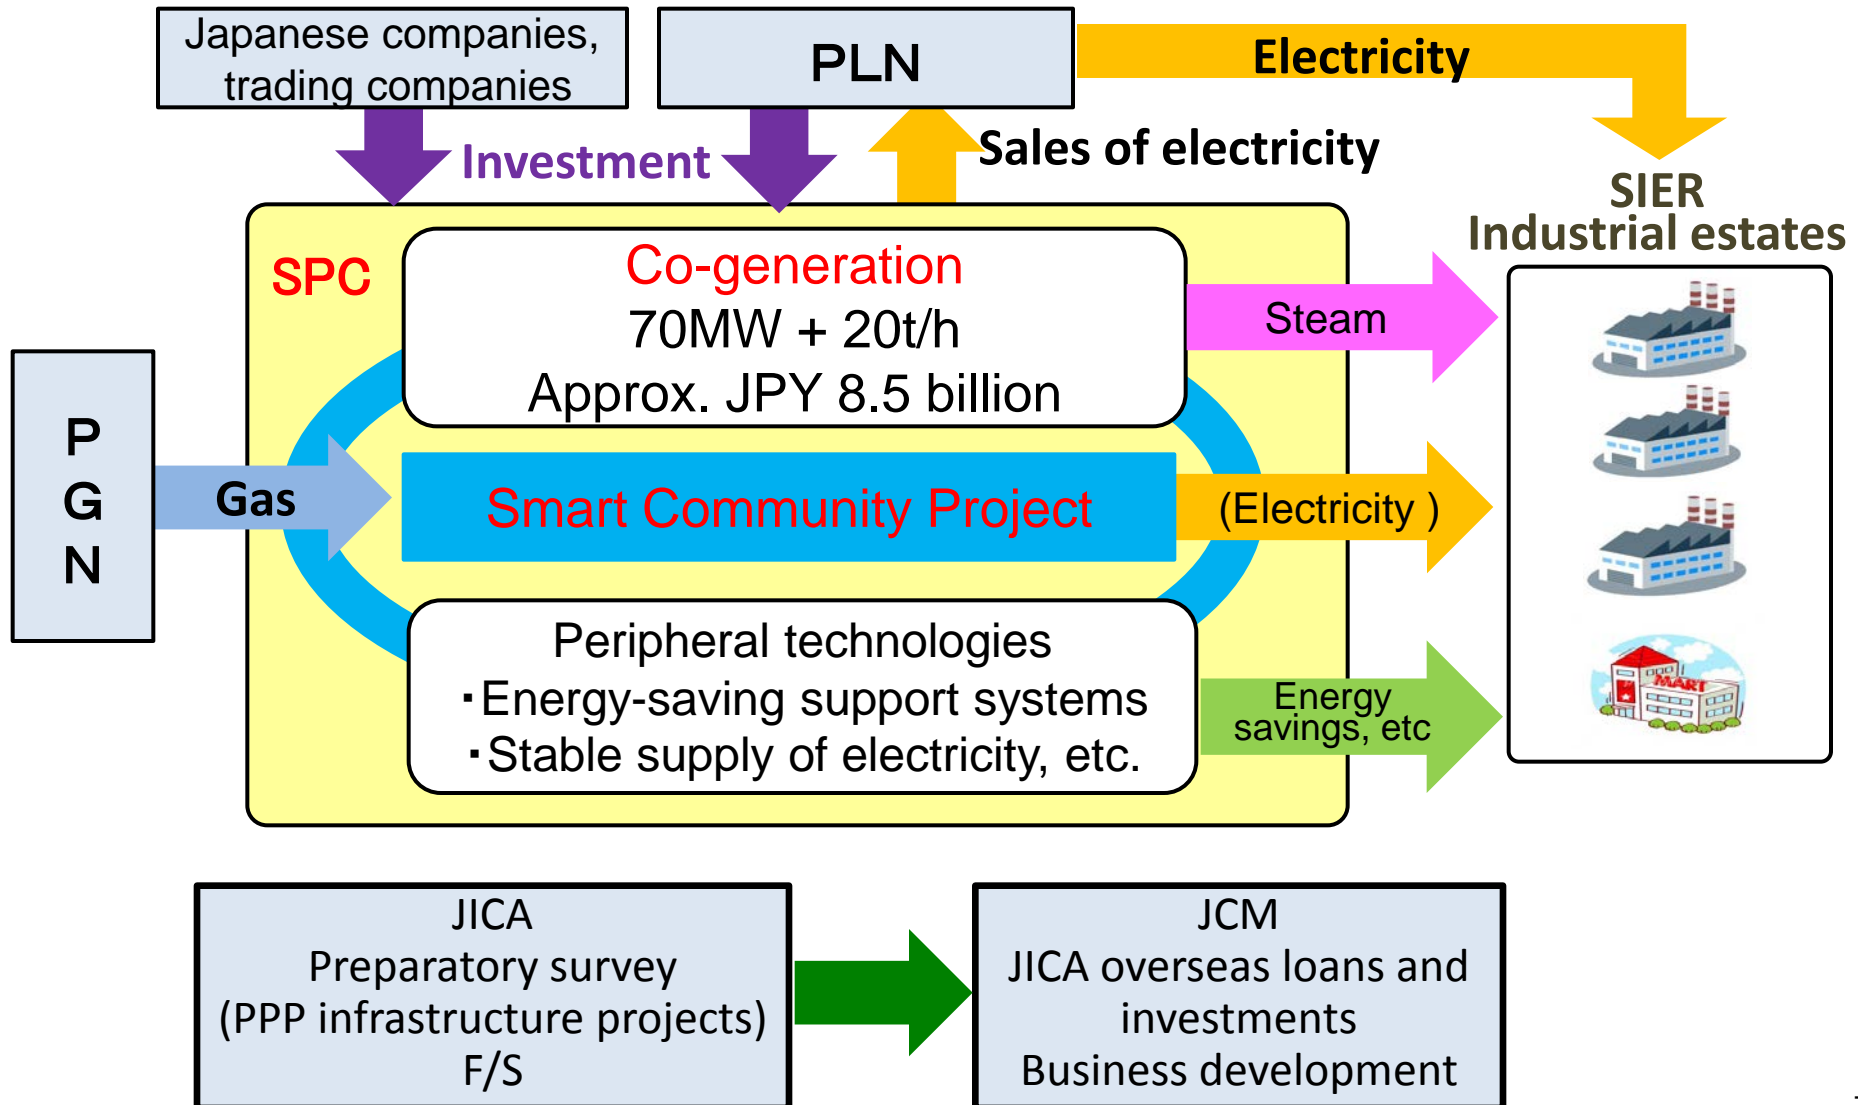 Japanese companies,
trading companies
PLN
Electricity
Investment
Sales of electricity
SIER
Industrial estates
SPC
Co-generation
70MW + 20t/h
Approx. JPY 8.5 billion
Steam
P
G
N
Gas
Smart Community Project
(Electricity )
Peripheral technologies
・Energy-saving support systems
・Stable supply of electricity, etc.
Energy
savings, etc
MART
JICA
Preparatory survey
(PPP infrastructure projects)
F/S
JCM
JICA overseas loans and
investments
Business development